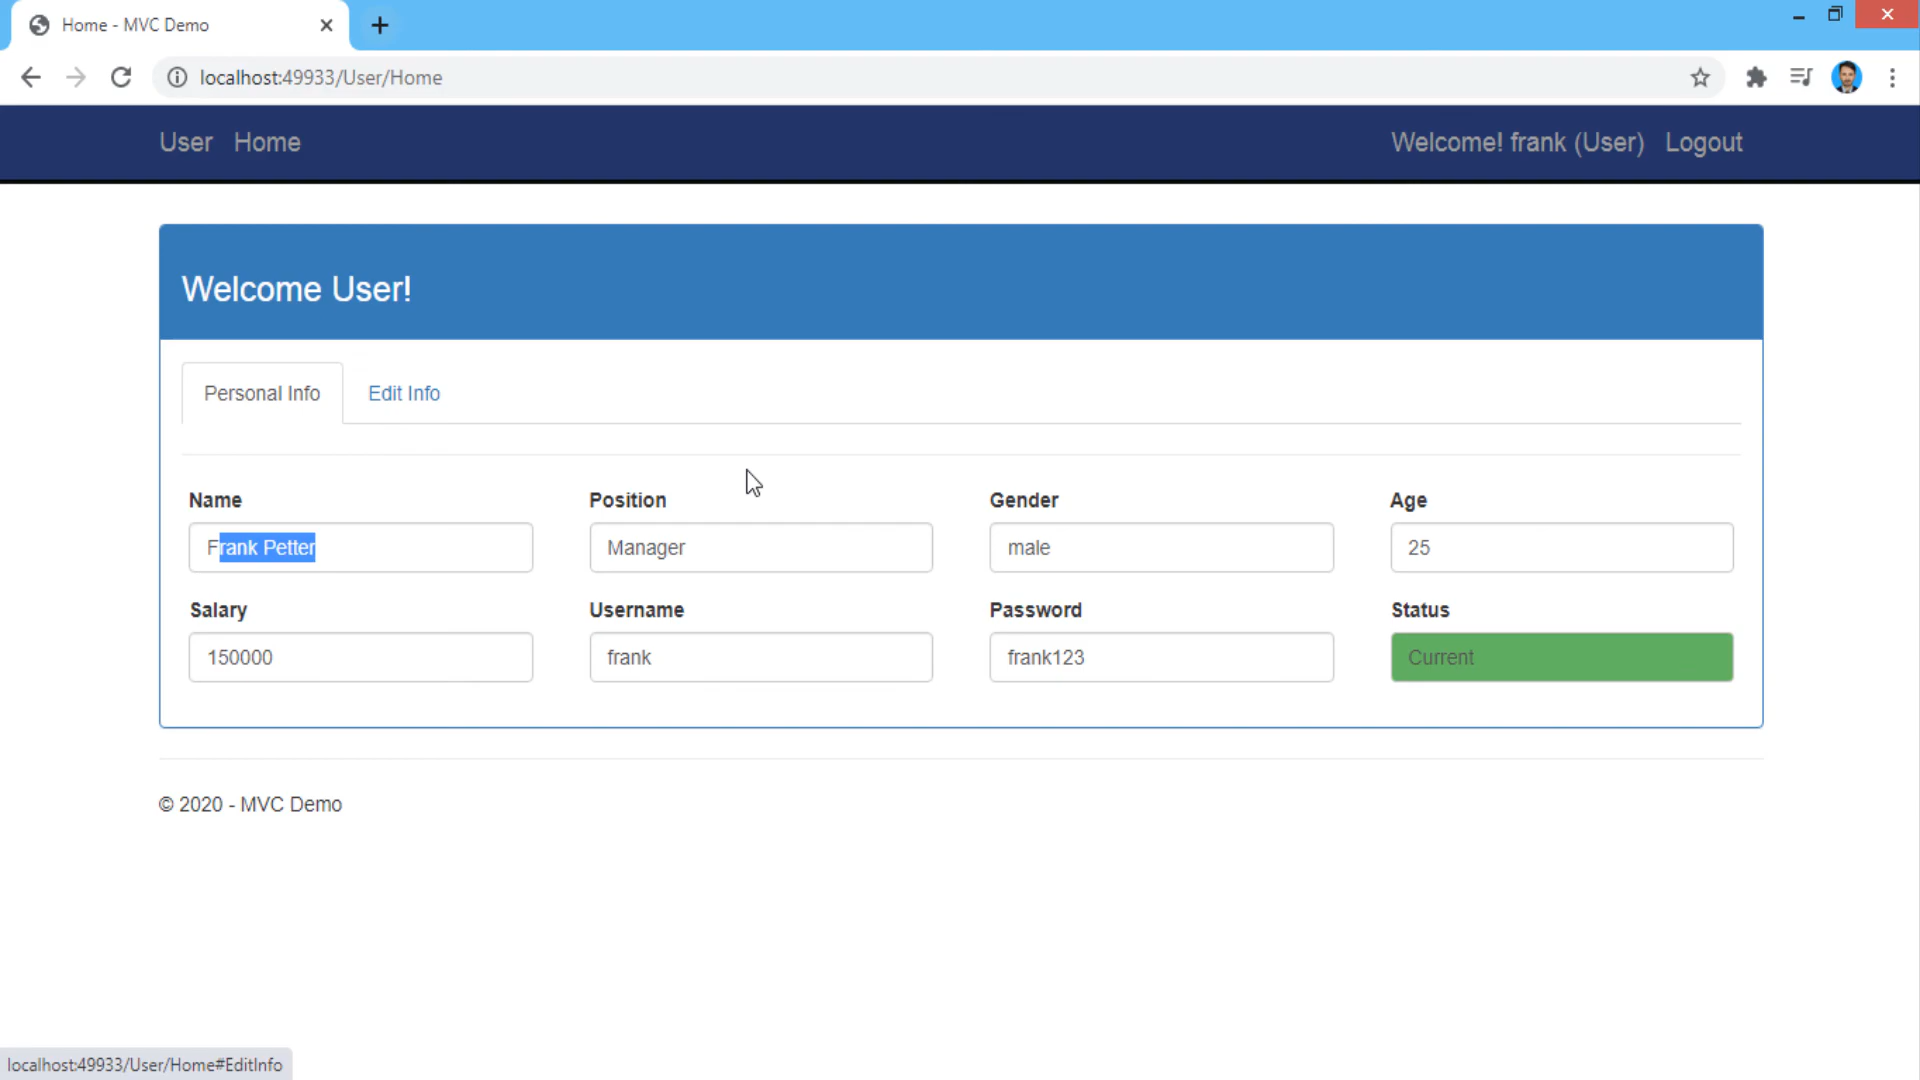 Home - MVC Demo
localhost:49933/User/Home
User Home Welcome! frank (User) Logout
Welcome User!
Personal Info Edit Info
Name Position Gender Age
Frank Petter Manager male 25
Salary Username Password Status
150000 frank frank123 Current
© 2020 - MVC Demo
localhost:49933/User/Home#EditInfo